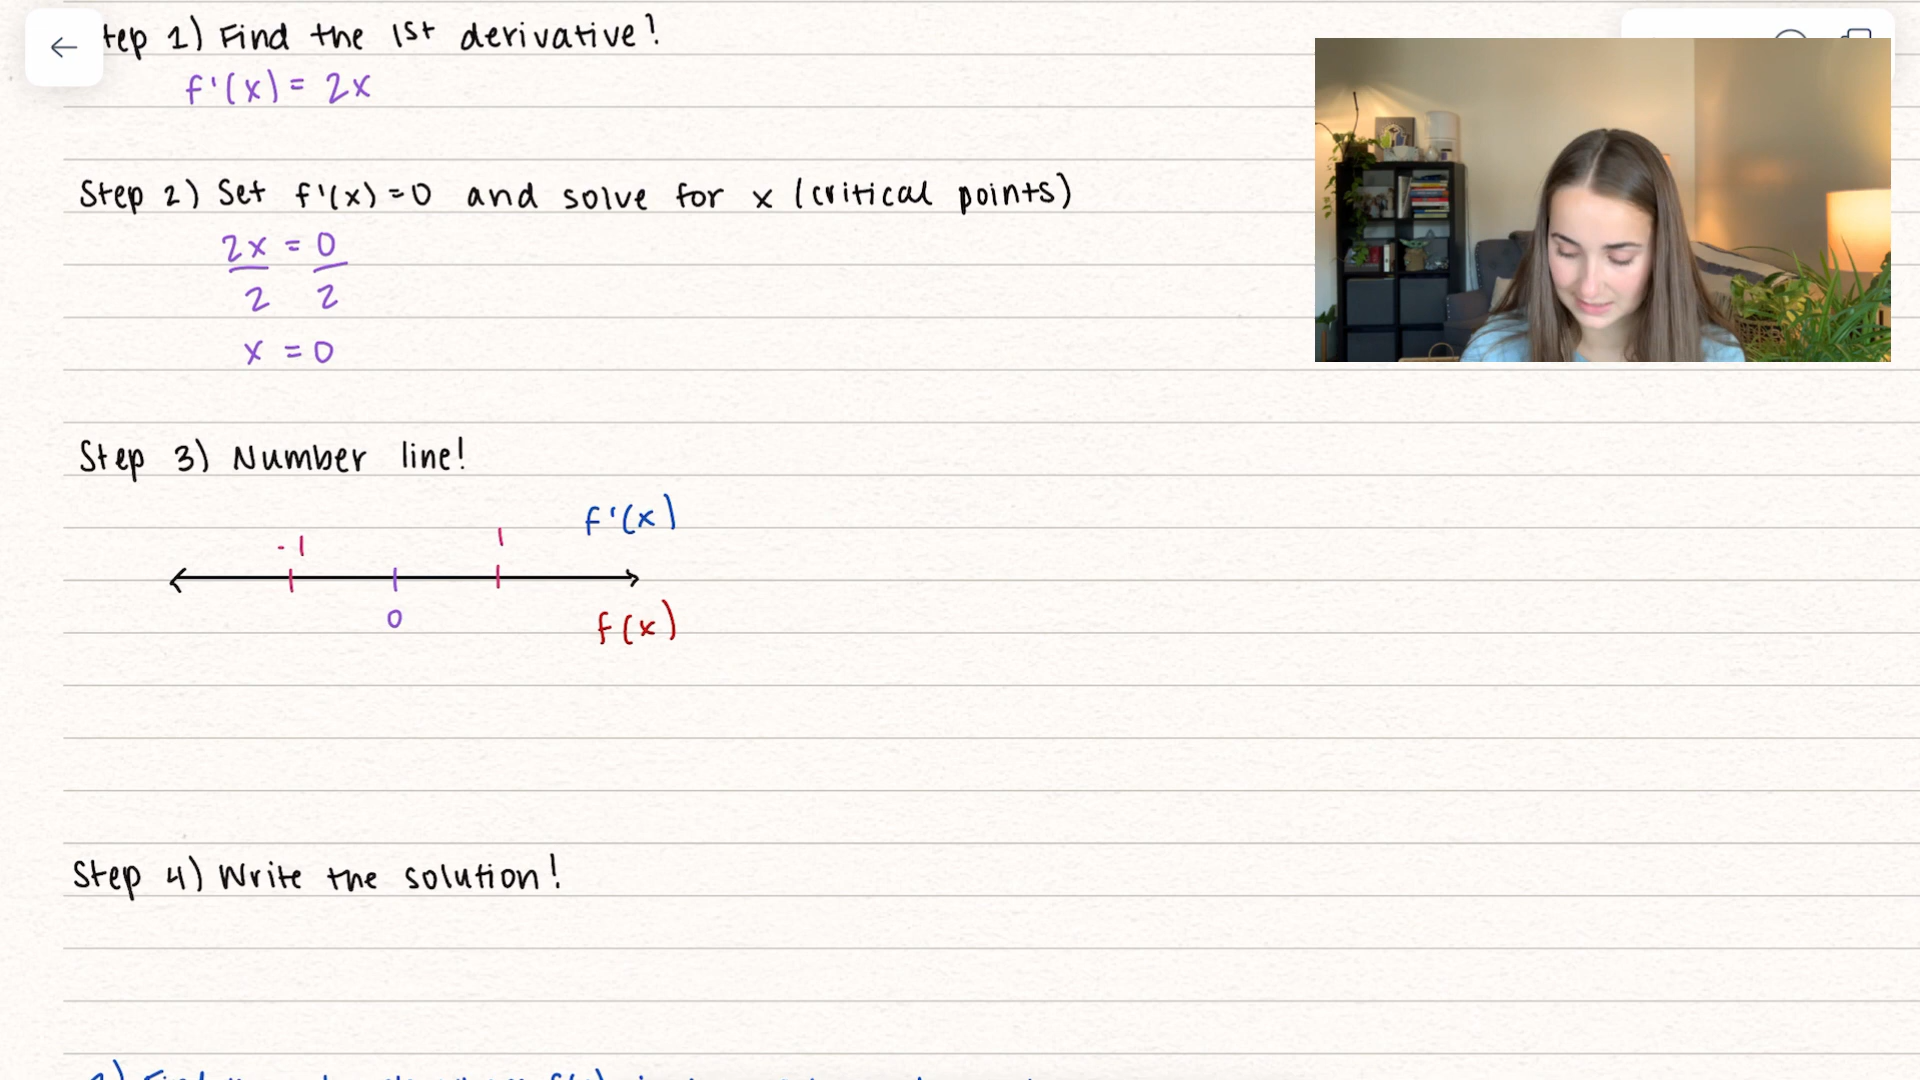 tep 1) Find the 1st derivative!
f'(x) = 2x
Step 2) Set f'(x) = 0 and solve for x (critical points)
2x = 0
2 2
x = 0
Step 3) Number line!
f'(x)
-1 1
0
f(x)
Step 4) Write the solution!